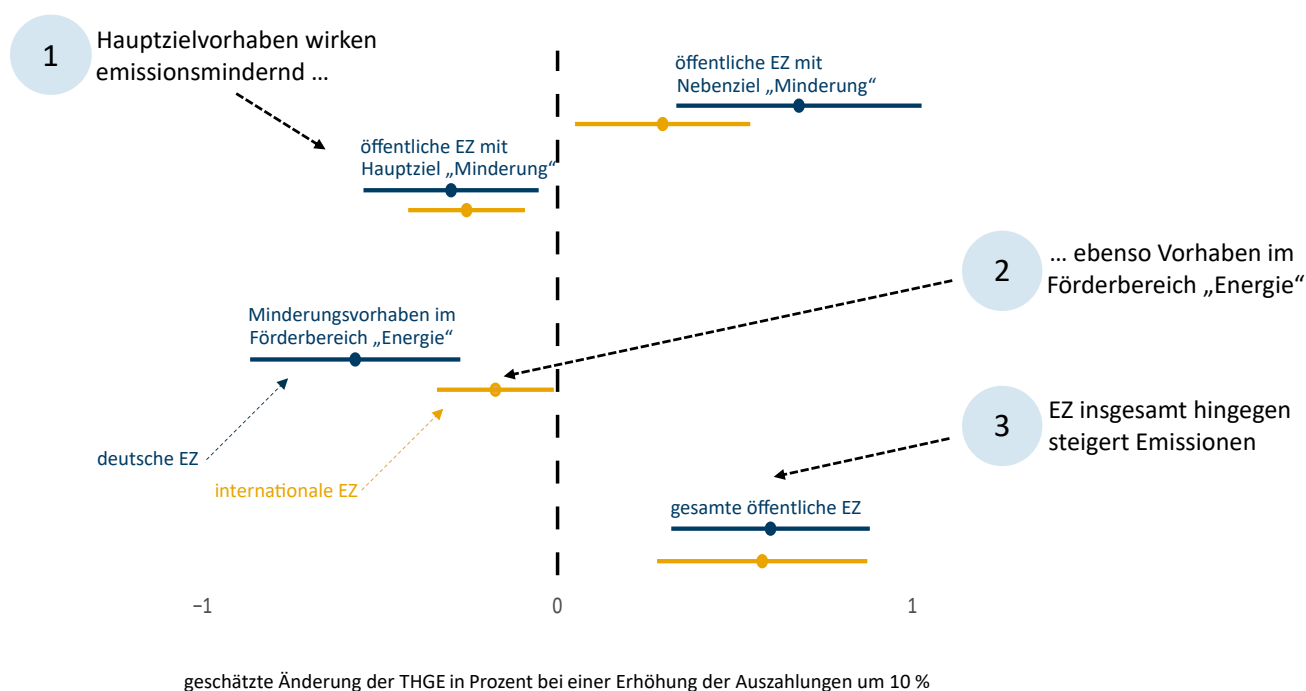 1
Hauptzielvorhaben wirken
emissionsmindernd …
öffentliche EZ mit
Nebenziel „Minderung“
öffentliche EZ mit
Hauptziel „Minderung“
2
… ebenso Vorhaben im
Förderbereich „Energie“
Minderungsvorhaben im
Förderbereich „Energie“
deutsche EZ
internationale EZ
3
EZ insgesamt hingegen
steigert Emissionen
gesamte öffentliche EZ
−1
0
1
geschätzte Änderung der THGE in Prozent bei einer Erhöhung der Auszahlungen um 10 %